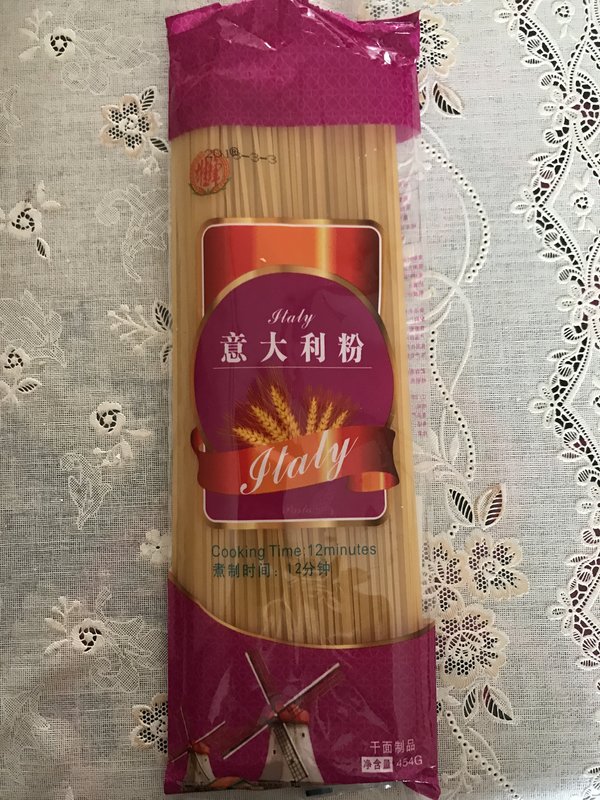 Italy
意大利粉
Italy
Cooking Time:12minutes
煮制时间：12分钟
干面制品
净含量 454G